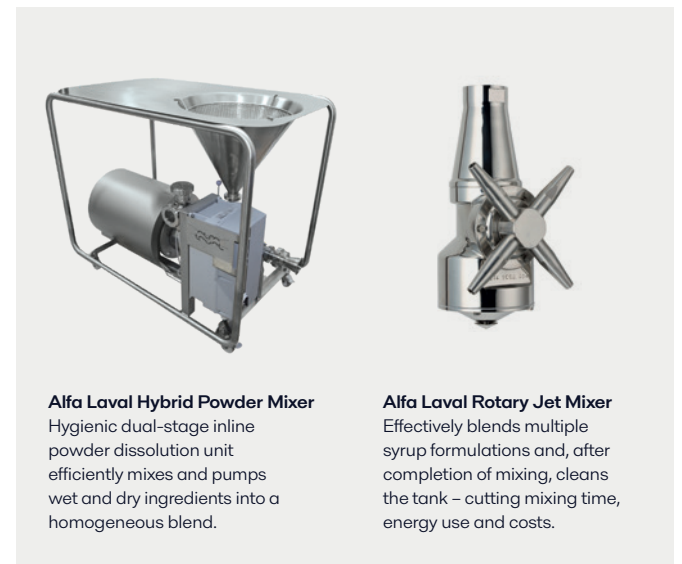 Alfa Laval Hybrid Powder Mixer
Hygienic dual-stage inline
powder dissolution unit
efficiently mixes and pumps
wet and dry ingredients into a
homogeneous blend.
Alfa Laval Rotary Jet Mixer
Effectively blends multiple
syrup formulations and, after
completion of mixing, cleans
the tank – cutting mixing time,
energy use and costs.